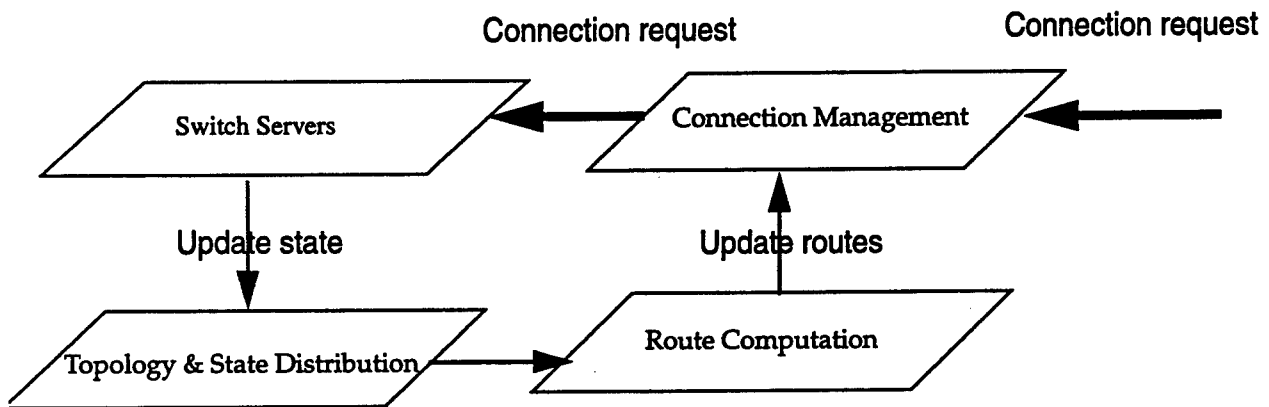 Connection request
Connection request
Switch Servers
Connection Management
Update state
Update routes
Topology & State Distribution
Route Computation